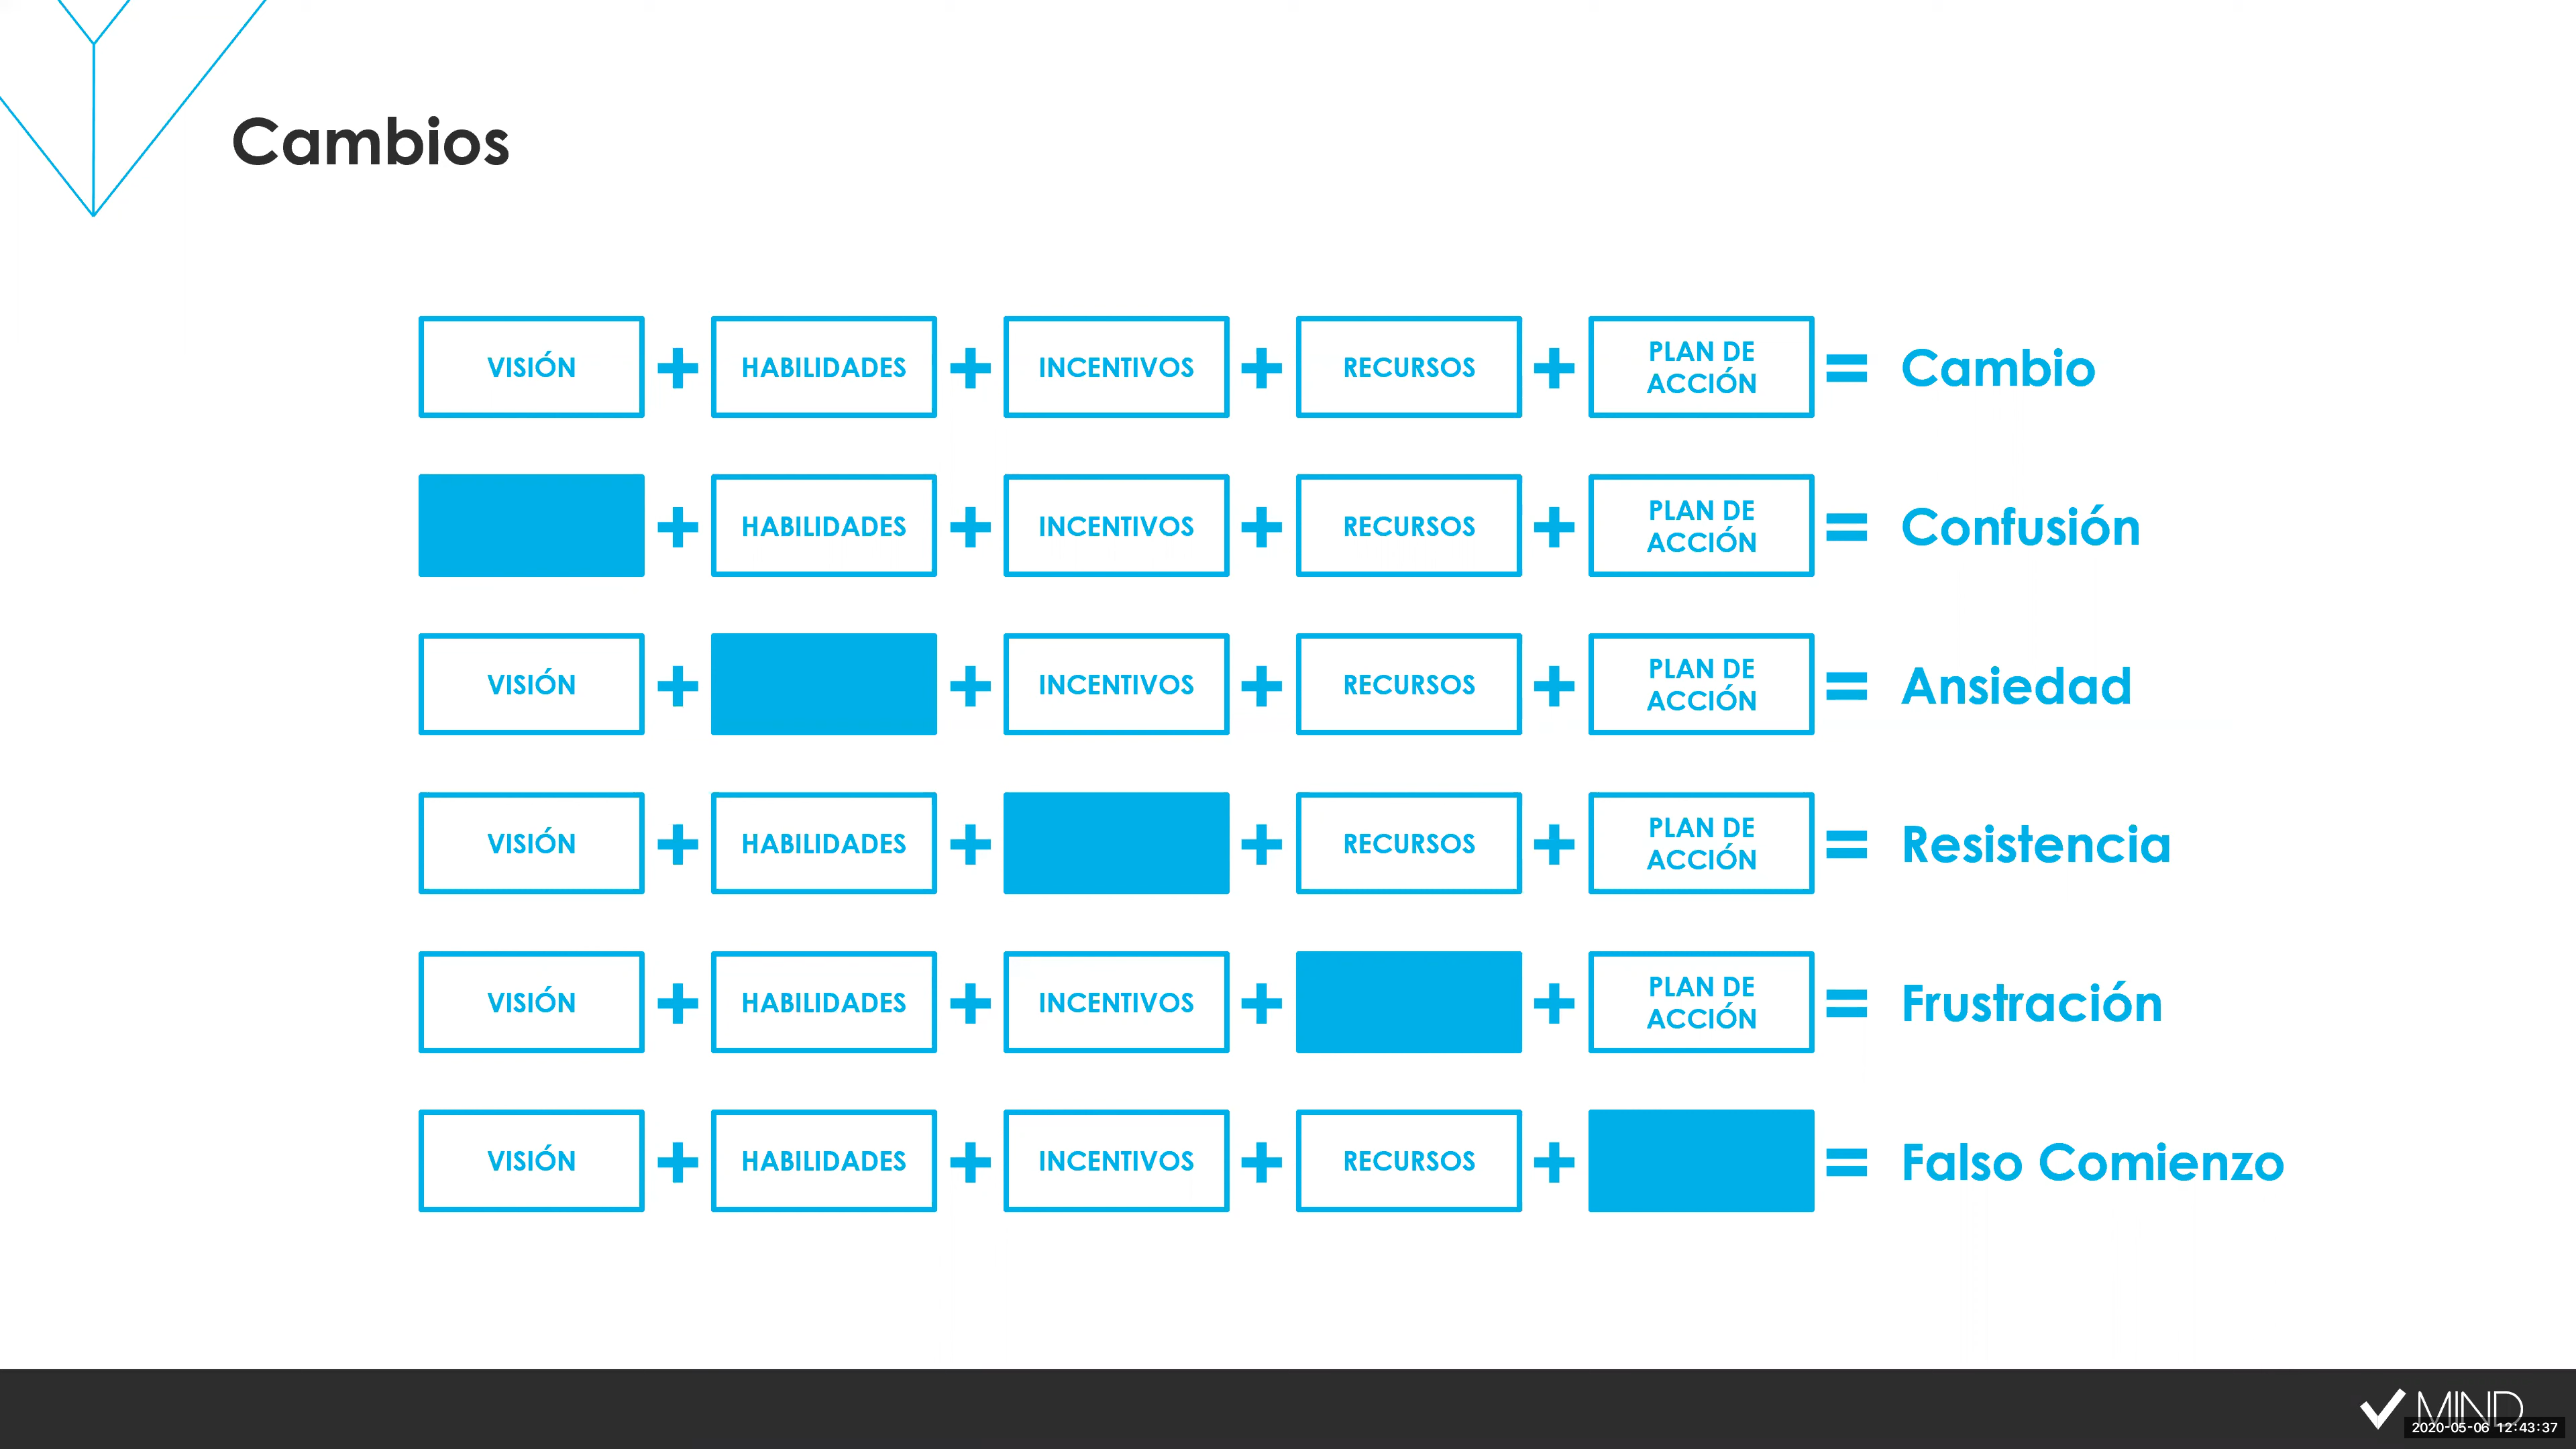 Cambios
VISIÓN + HABILIDADES + INCENTIVOS + RECURSOS + PLAN DE ACCIÓN = Cambio
+ HABILIDADES + INCENTIVOS + RECURSOS + PLAN DE ACCIÓN = Confusión
VISIÓN + + INCENTIVOS + RECURSOS + PLAN DE ACCIÓN = Ansiedad
VISIÓN + HABILIDADES + + RECURSOS + PLAN DE ACCIÓN = Resistencia
VISIÓN + HABILIDADES + INCENTIVOS + + PLAN DE ACCIÓN = Frustración
VISIÓN + HABILIDADES + INCENTIVOS + RECURSOS + = Falso Comienzo
MIND
2020-05-06 12:43:37